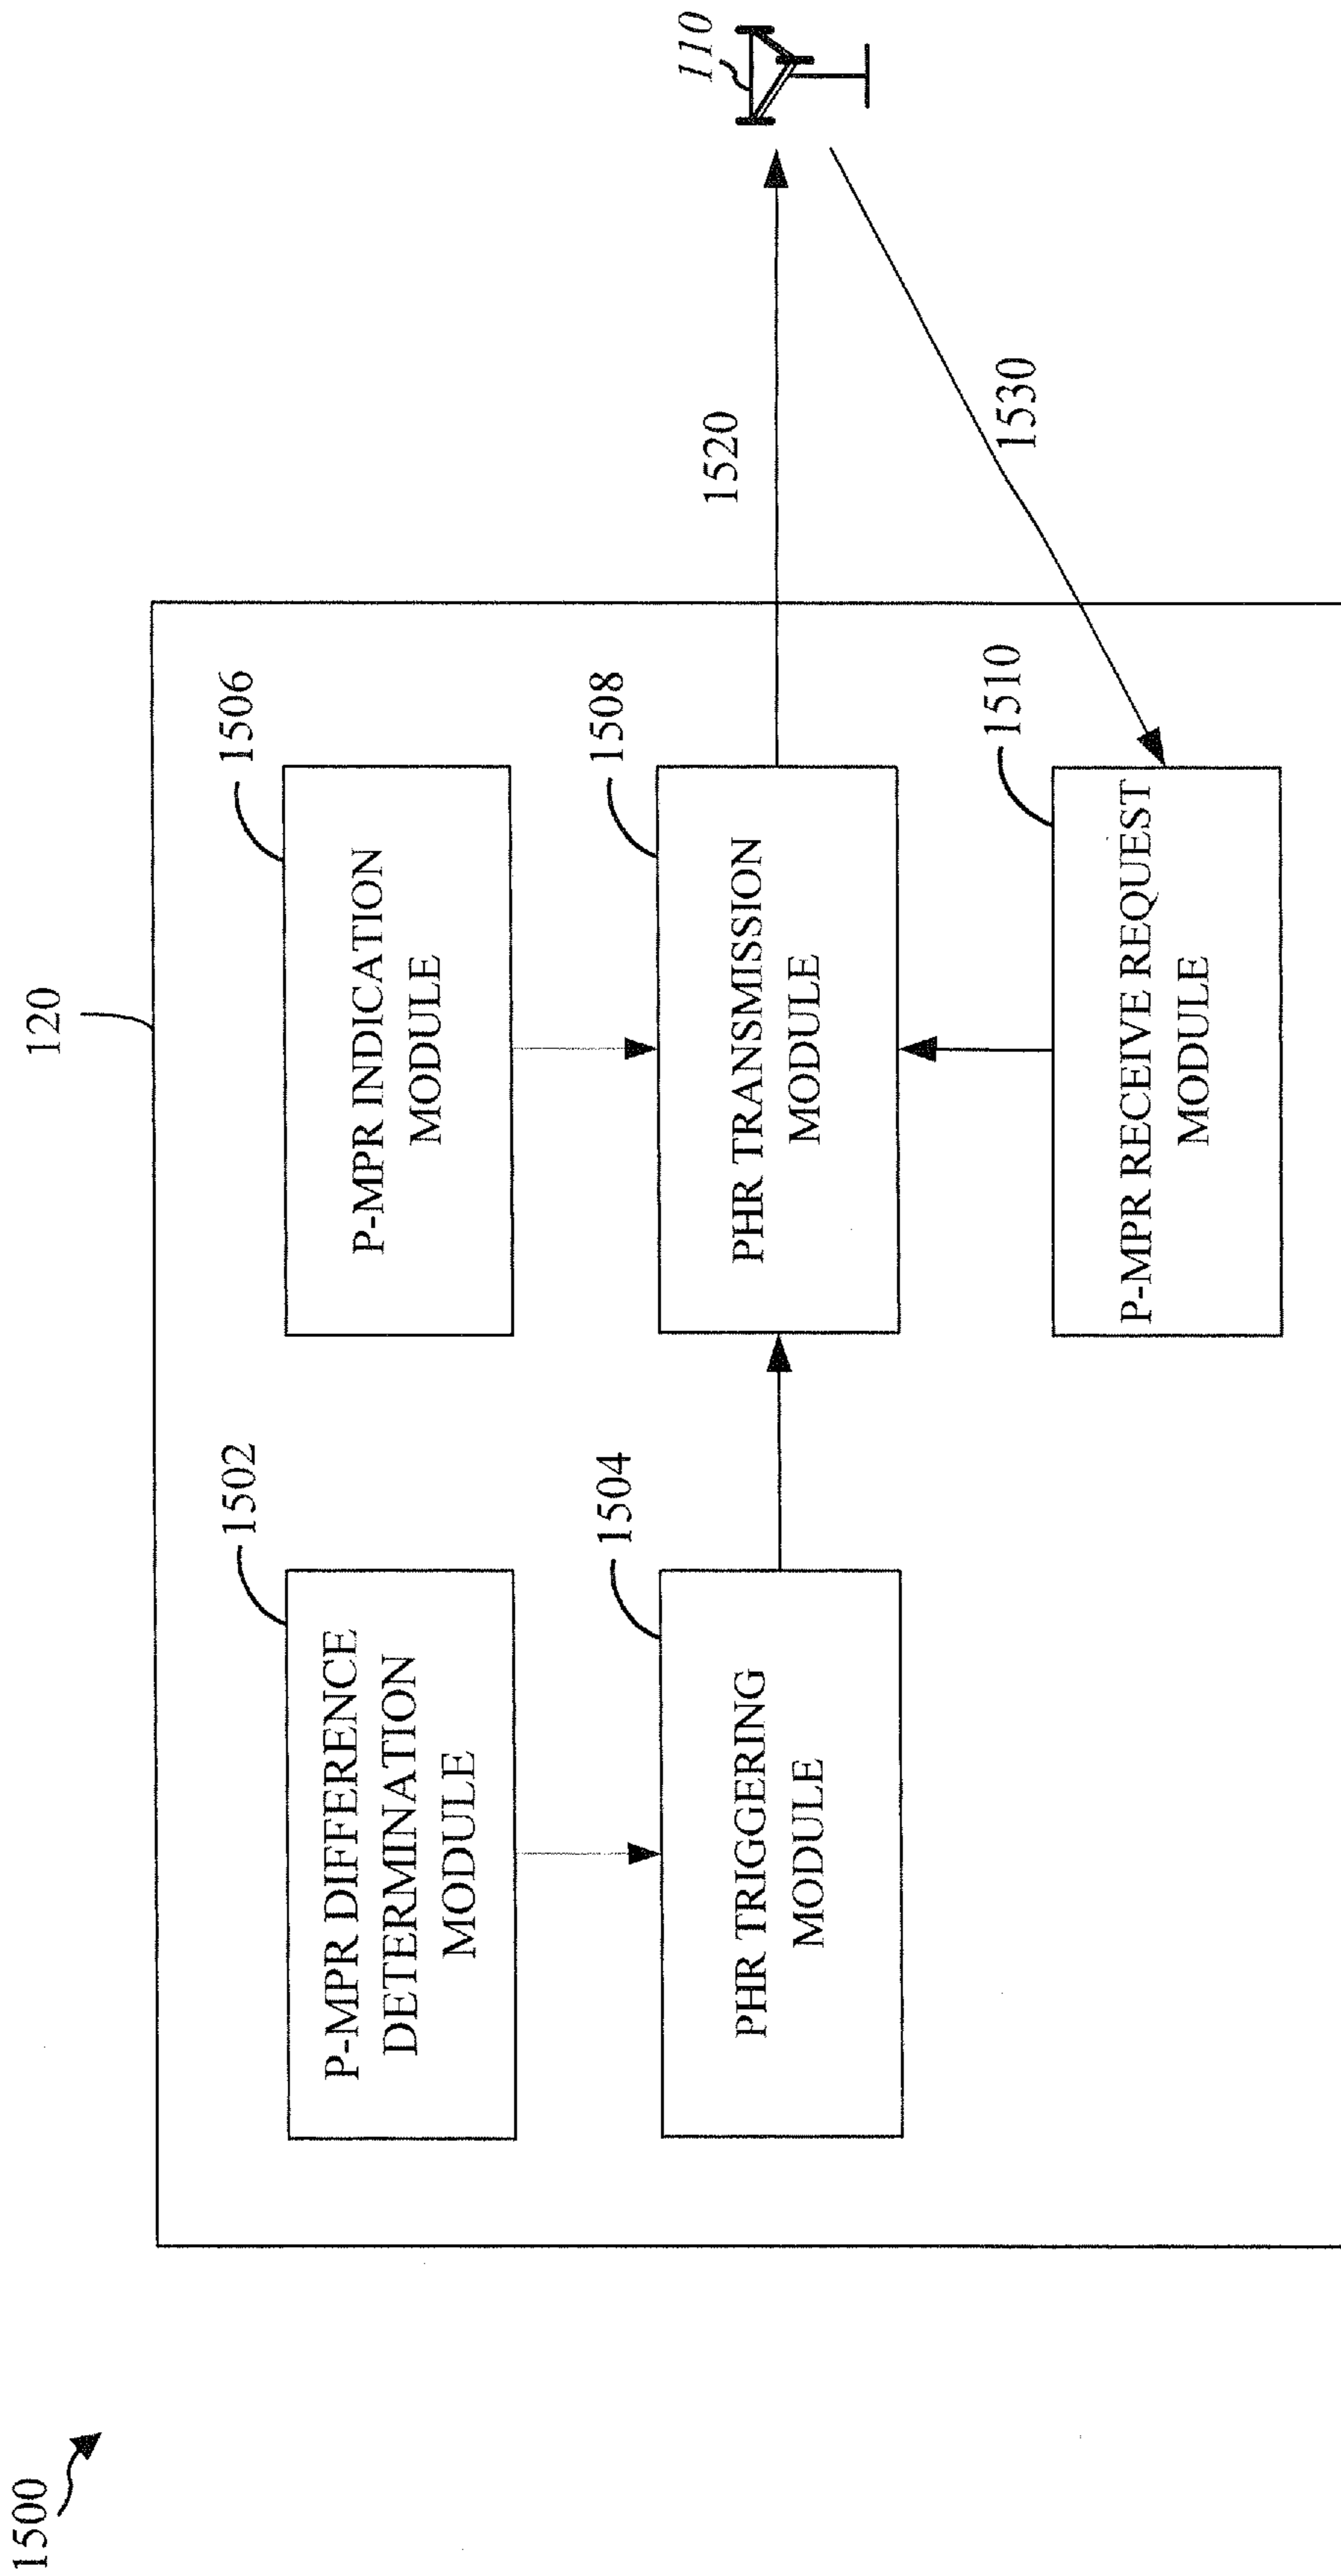 1500
120
110
1502
P-MPR DIFFERENCE
DETERMINATION
MODULE
1506
P-MPR INDICATION
MODULE
1504
PHR TRIGGERING
MODULE
1508
PHR TRANSMISSION
MODULE
1520
1510
P-MPR RECEIVE REQUEST
MODULE
1530